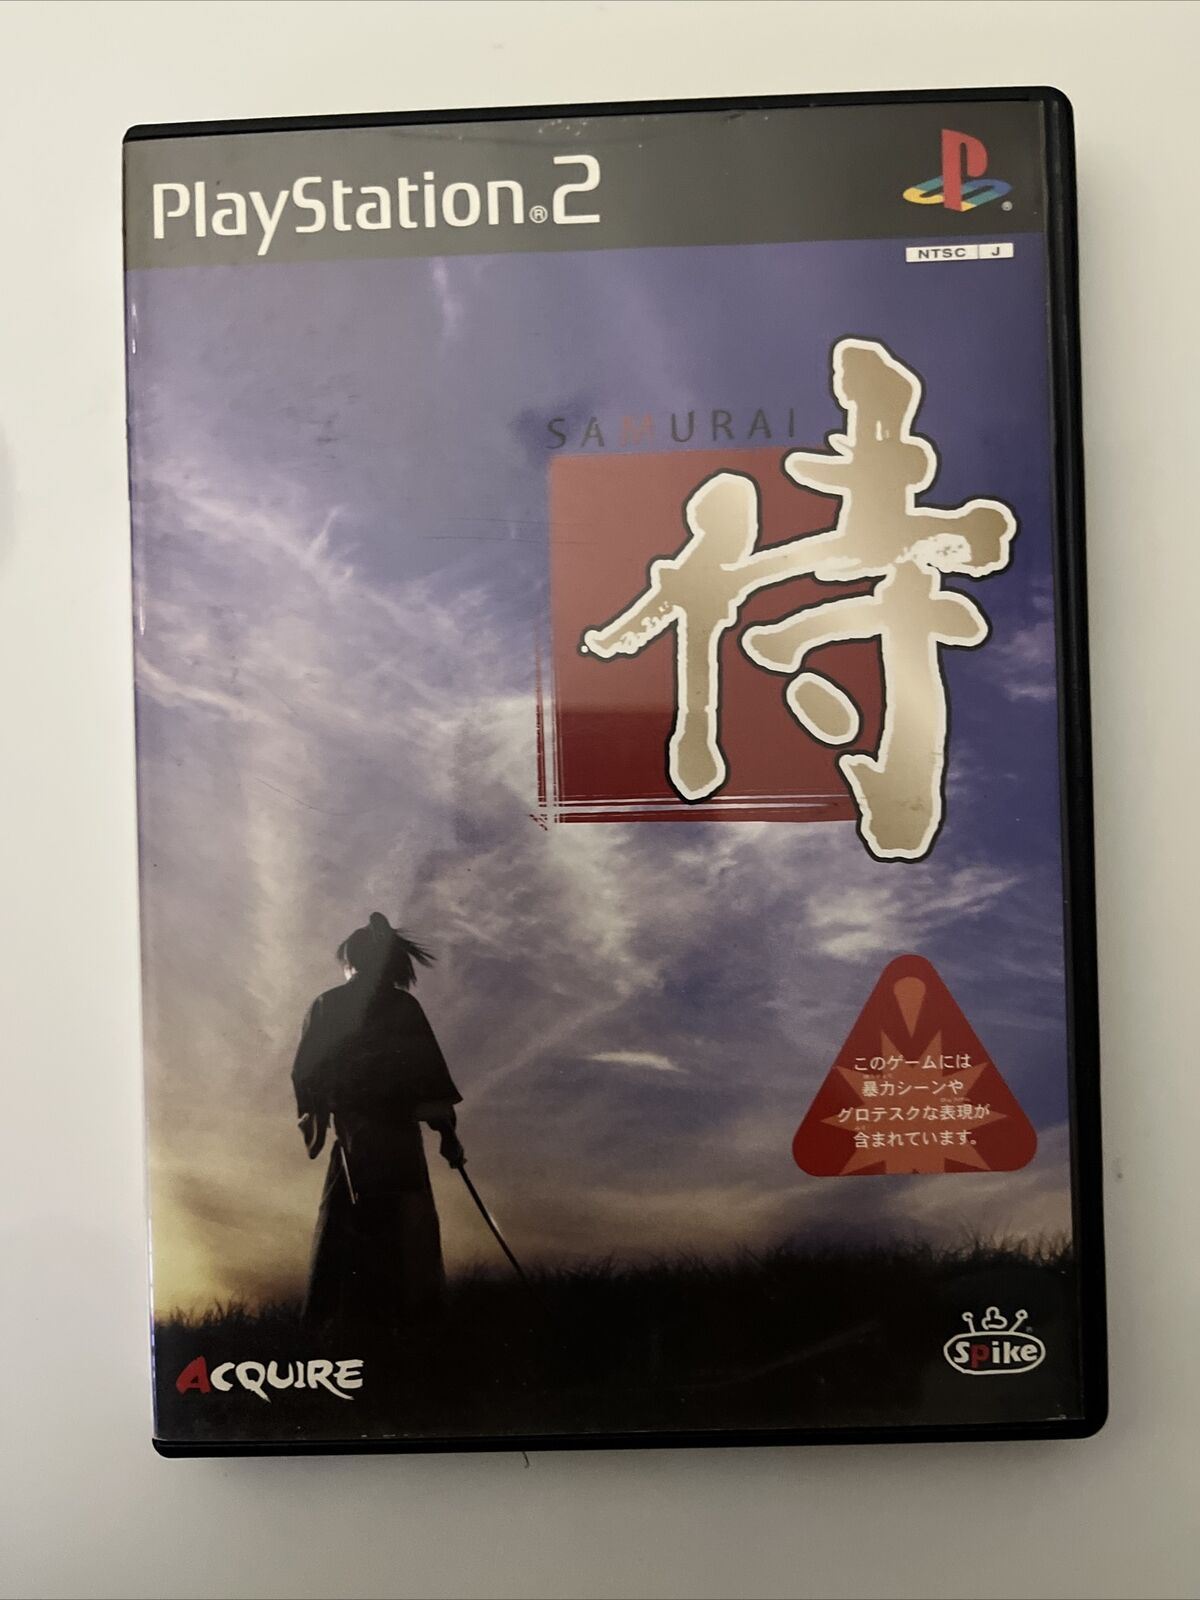 PlayStation®2
NTSC J
SAMURAI
侍
このゲームには
暴力シーンや
グロテスクな表現が
含まれています。
ACQUIRE
Spike